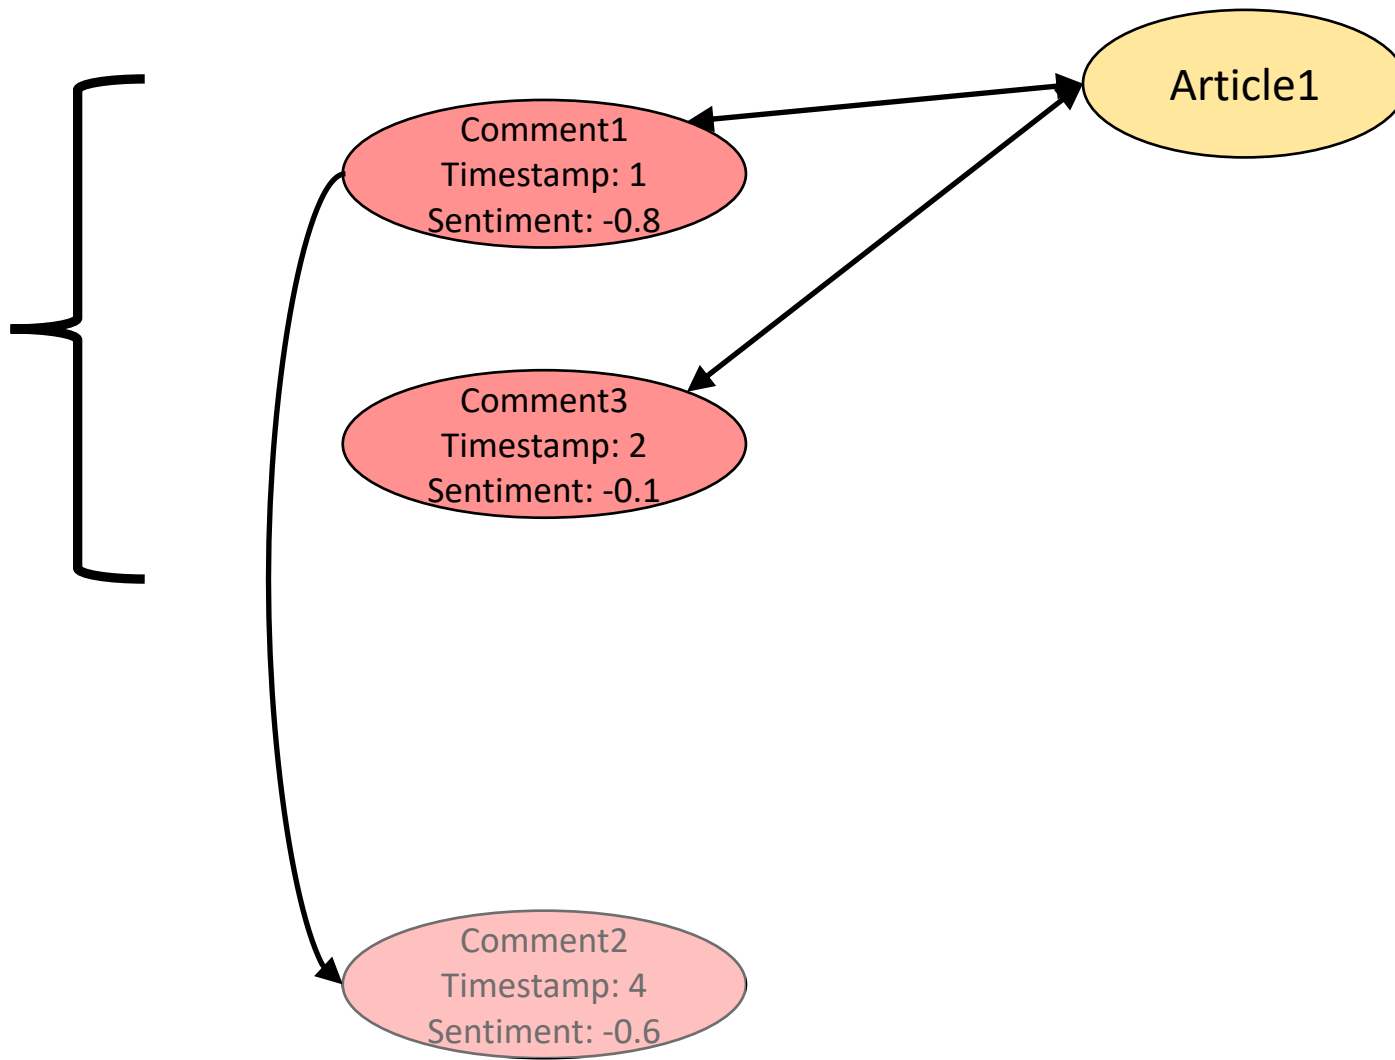 Article1
Comment1
Timestamp: 1
Sentiment: -0.8
Comment3
Timestamp: 2
Sentiment: -0.1
Comment2
Timestamp: 4
Sentiment: -0.6